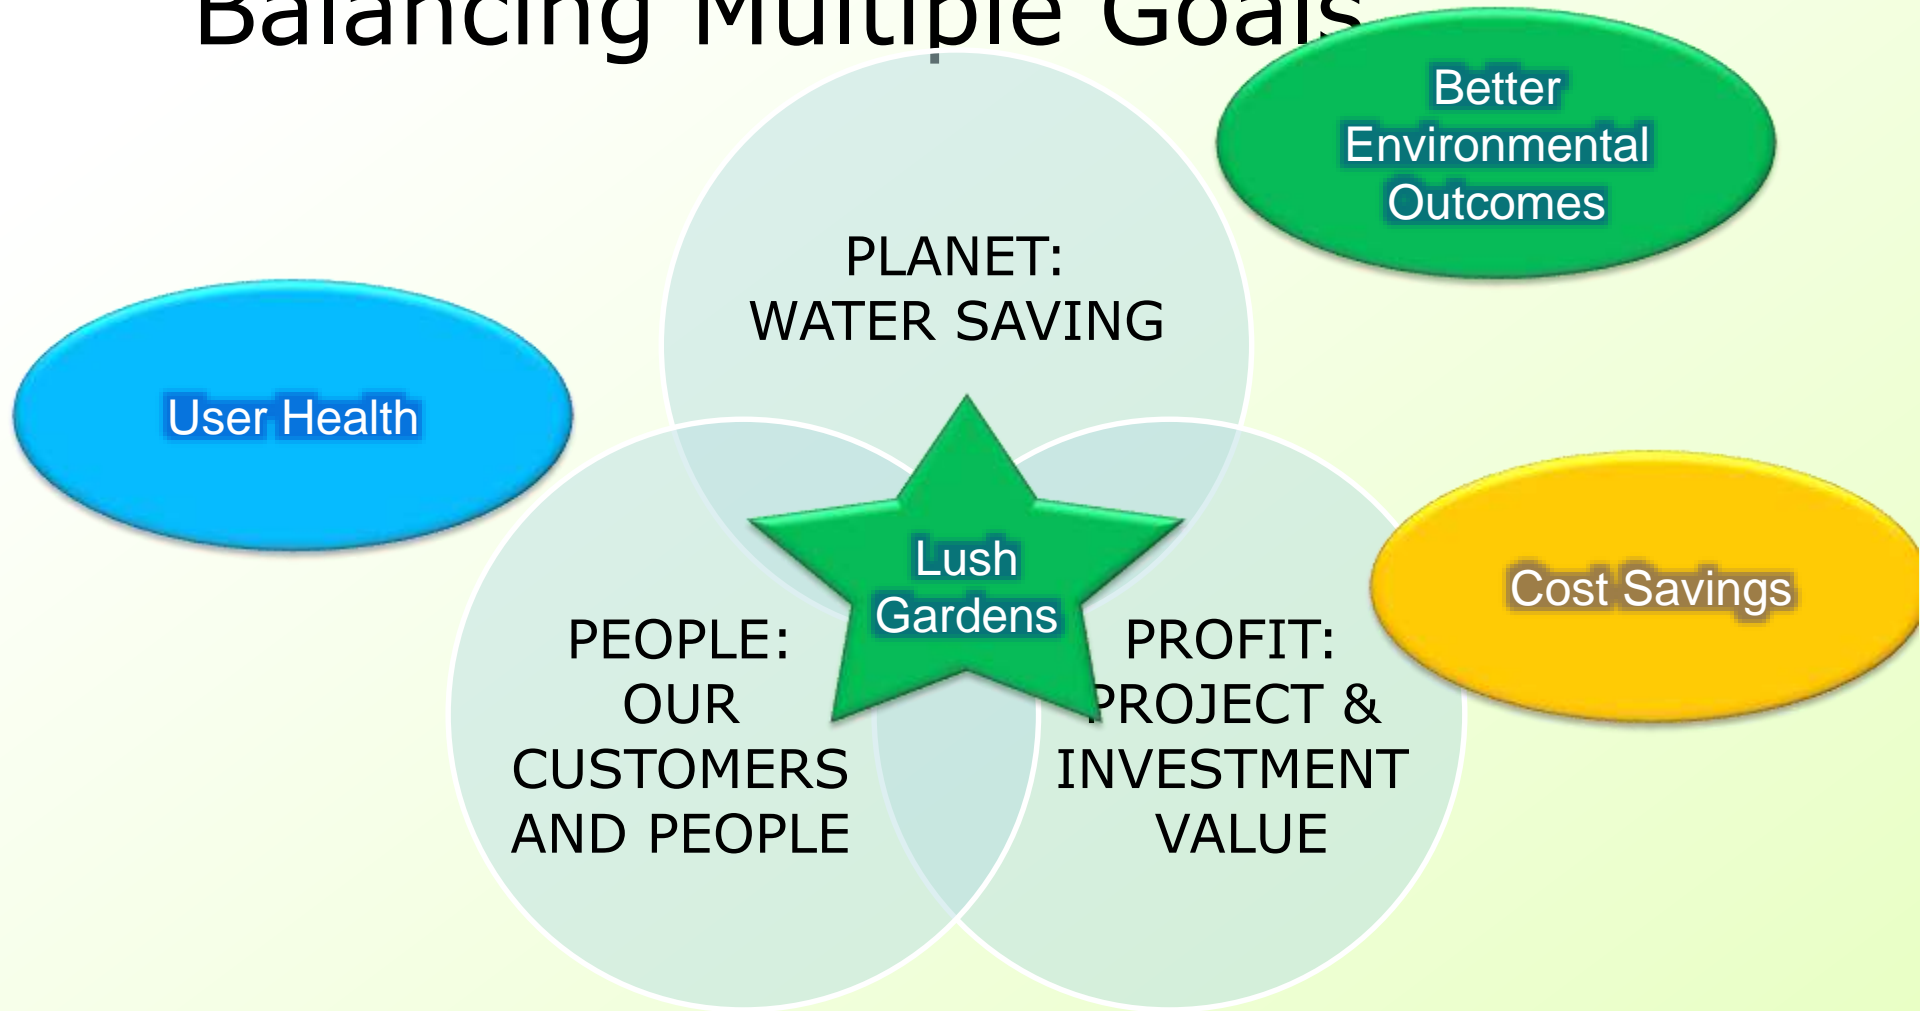 Balancing Multiple Goals
Better
Environmental
Outcomes
PLANET:
WATER SAVING
User Health
Lush
Gardens
Cost Savings
PEOPLE:
OUR
CUSTOMERS
AND PEOPLE
PROFIT:
PROJECT &
INVESTMENT
VALUE